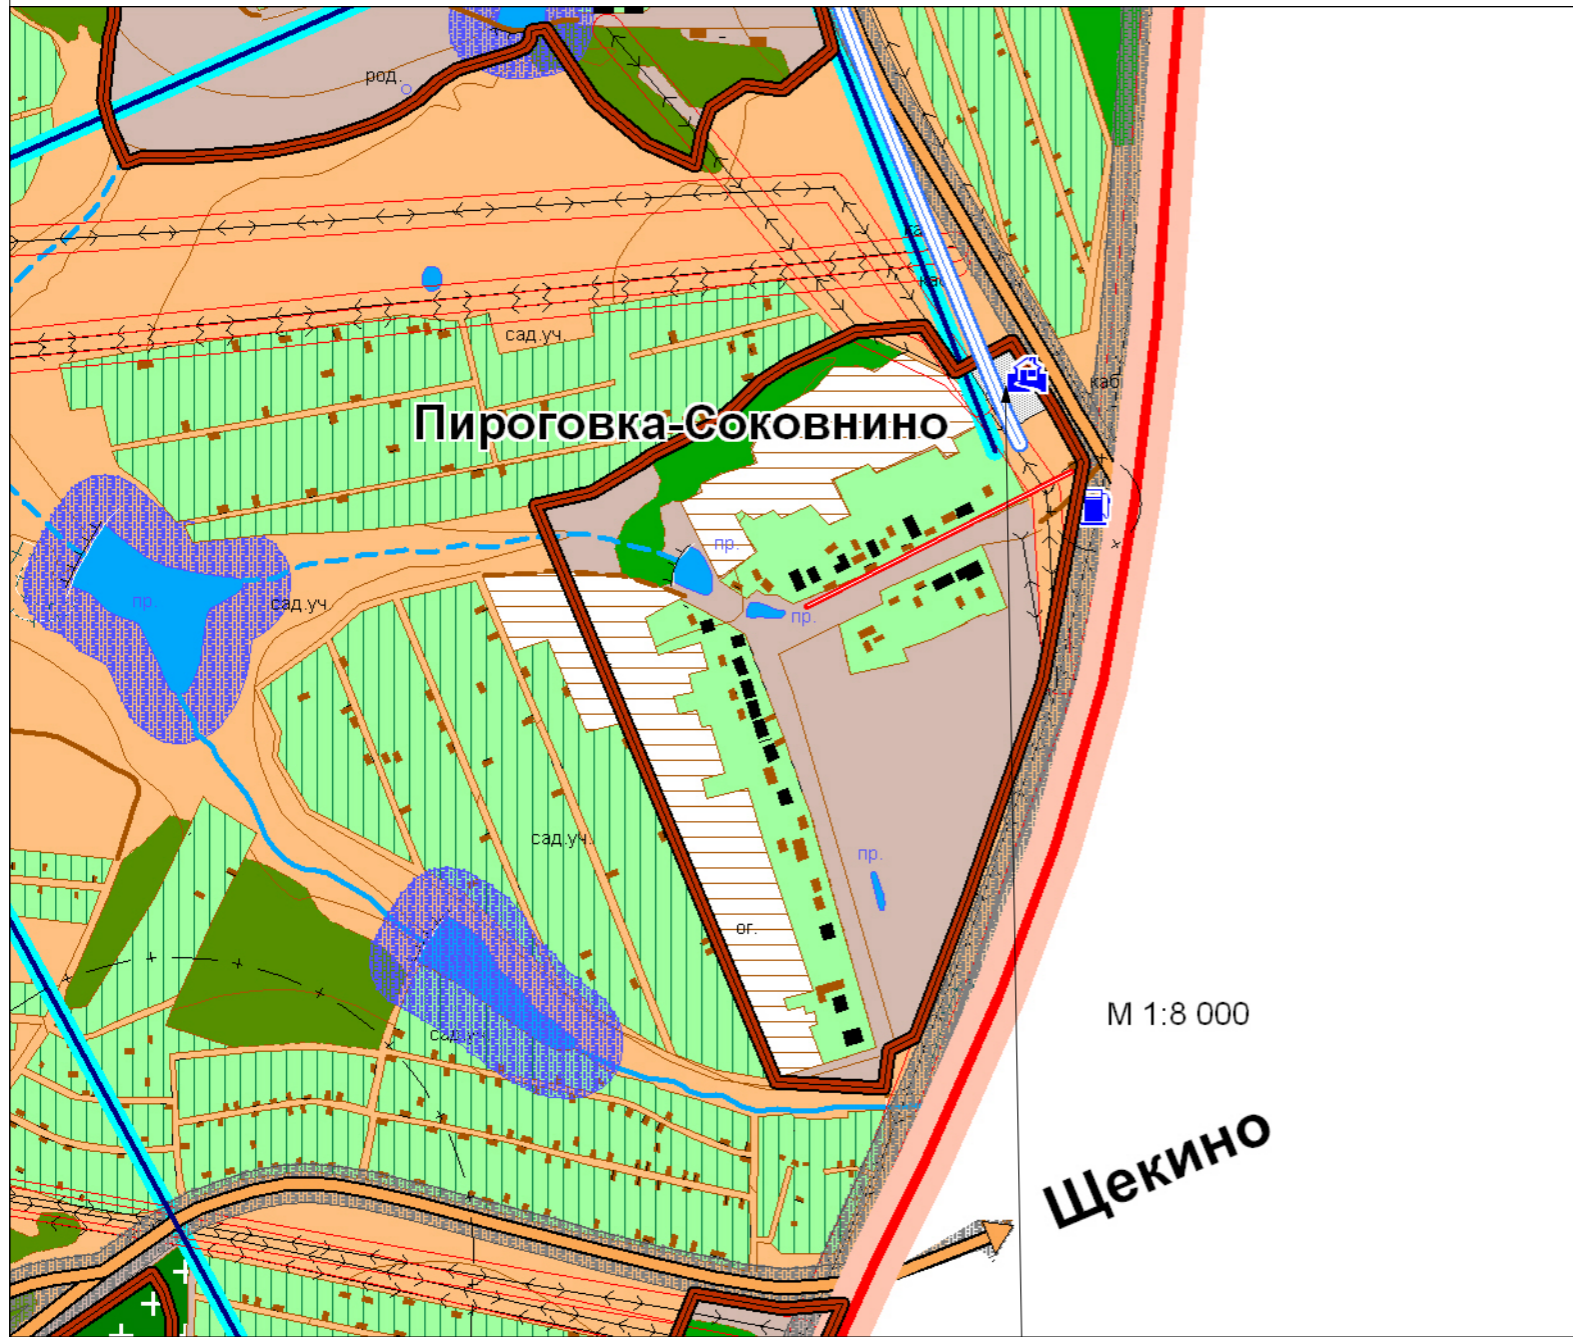 род.
ка
каб
сад.уч.
каб
Пироговка-Соковнино
пр.
пр.
сад.уч.
пр.
сад.уч.
пр.
ог.
М 1:8 000
сад.уч.
Щекино